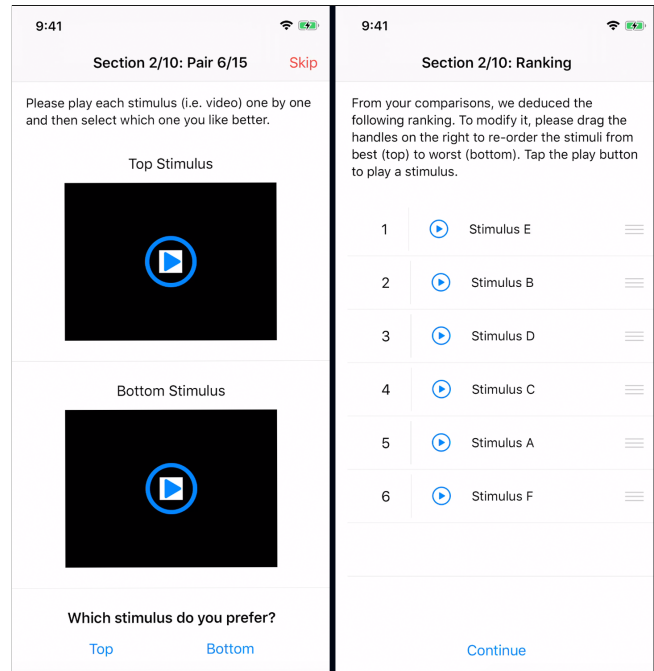 9:41
Section 2/10: Pair 6/15
Skip
Please play each stimulus (i.e. video) one by one
and then select which one you like better.
Top Stimulus
Bottom Stimulus
Which stimulus do you prefer?
Top
Bottom
9:41
Section 2/10: Ranking
From your comparisons, we deduced the
following ranking. To modify it, please drag the
handles on the right to re-order the stimuli from
best (top) to worst (bottom). Tap the play button
to play a stimulus.
1 Stimulus E
2 Stimulus B
3 Stimulus D
4 Stimulus C
5 Stimulus A
6 Stimulus F
Continue